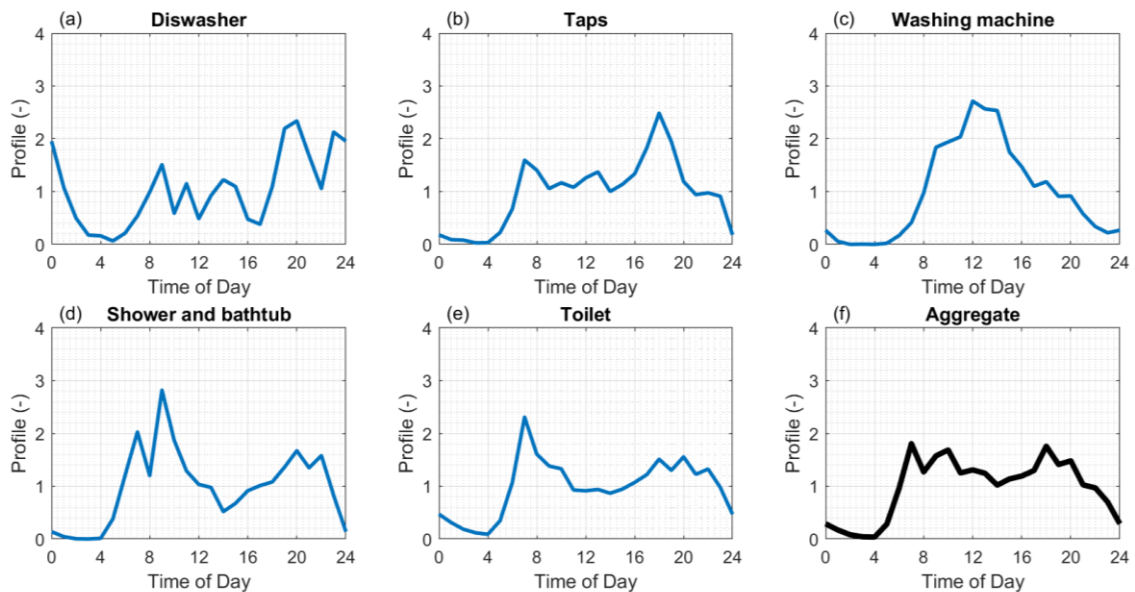 (a) Diswasher
4
3
2
1
0
Profile (-)
0 4 8 12 16 20 24
Time of Day
(b) Taps
4
3
2
1
0
Profile (-)
0 4 8 12 16 20 24
Time of Day
(c) Washing machine
4
3
2
1
0
Profile (-)
0 4 8 12 16 20 24
Time of Day
(d) Shower and bathtub
4
3
2
1
0
Profile (-)
0 4 8 12 16 20 24
Time of Day
(e) Toilet
4
3
2
1
0
Profile (-)
0 4 8 12 16 20 24
Time of Day
(f) Aggregate
4
3
2
1
0
Profile (-)
0 4 8 12 16 20 24
Time of Day